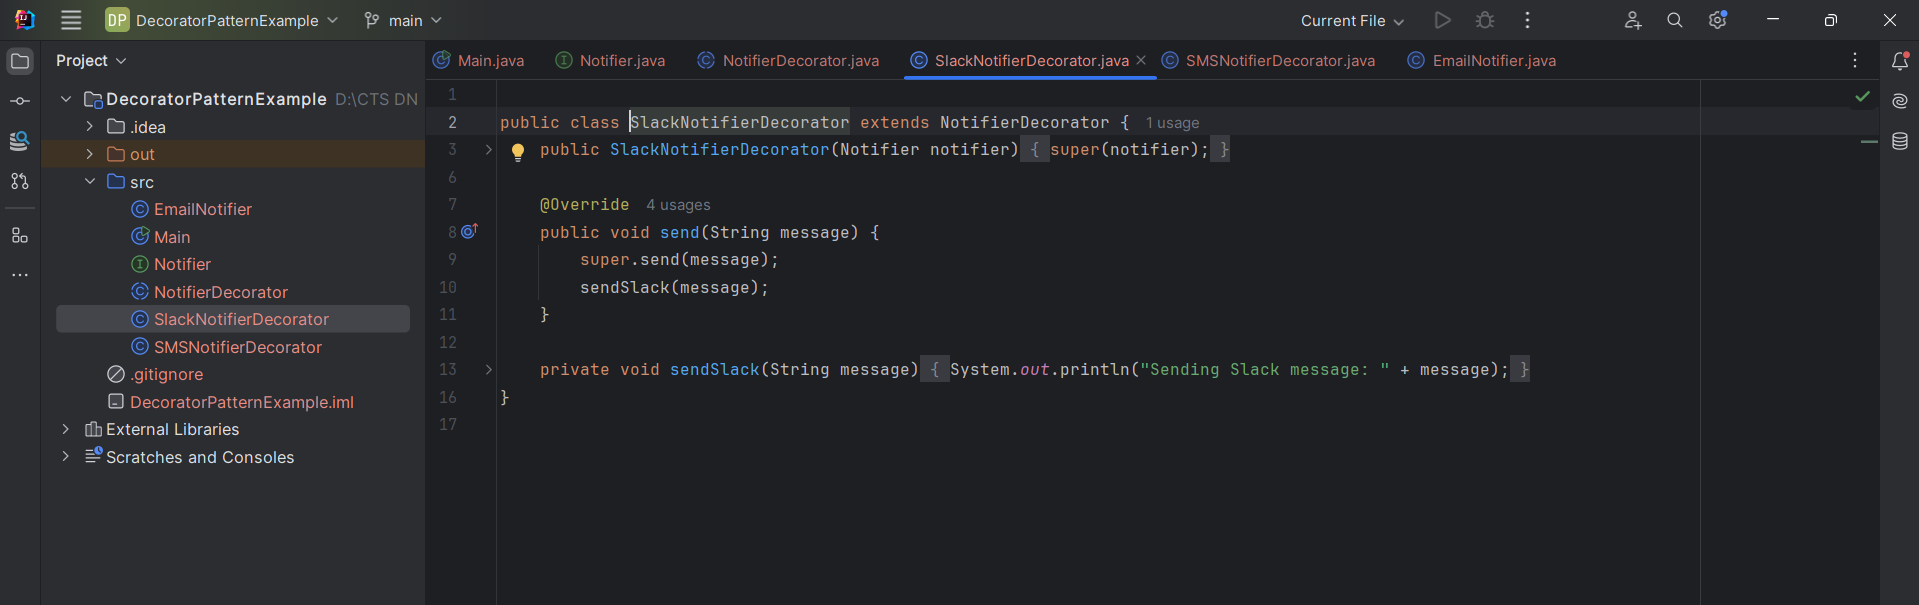 DP DecoratorPatternExample main Current File
Project
Main.java Notifier.java NotifierDecorator.java SlackNotifierDecorator.java SMSNotifierDecorator.java EmailNotifier.java
DecoratorPatternExample D:\CTS DN
.idea
out
src
EmailNotifier
Main
Notifier
NotifierDecorator
SlackNotifierDecorator
SMSNotifierDecorator
.gitignore
DecoratorPatternExample.iml
External Libraries
Scratches and Consoles
1
2 public class SlackNotifierDecorator extends NotifierDecorator { 1 usage
3 public SlackNotifierDecorator(Notifier notifier) { super(notifier); }
6
7 @Override 4 usages
8 public void send(String message) {
9 super.send(message);
10 sendSlack(message);
11 }
12
13 private void sendSlack(String message) { System.out.println("Sending Slack message: " + message); }
16 }
17